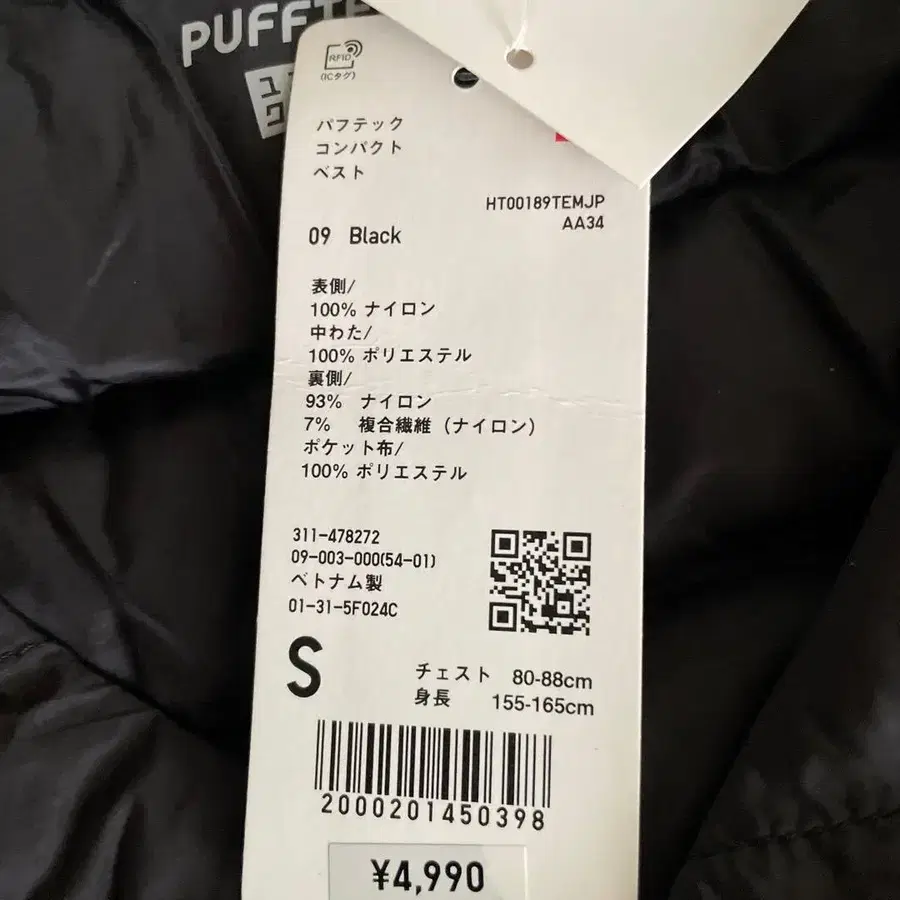 RFID
(ICタグ)
パフテック
コンパクト
ベスト
HT00189TEMJP
AA34
09 Black
表側/
100% ナイロン
中わた/
100% ポリエステル
裏側/
93% ナイロン
7% 複合繊維 (ナイロン)
ポケット布/
100% ポリエステル
311-478272
09-003-000(54-01)
ベトナム製
01-31-5F024C
S
チェスト 80-88cm
身長 155-165cm
2000201450398
¥4,990